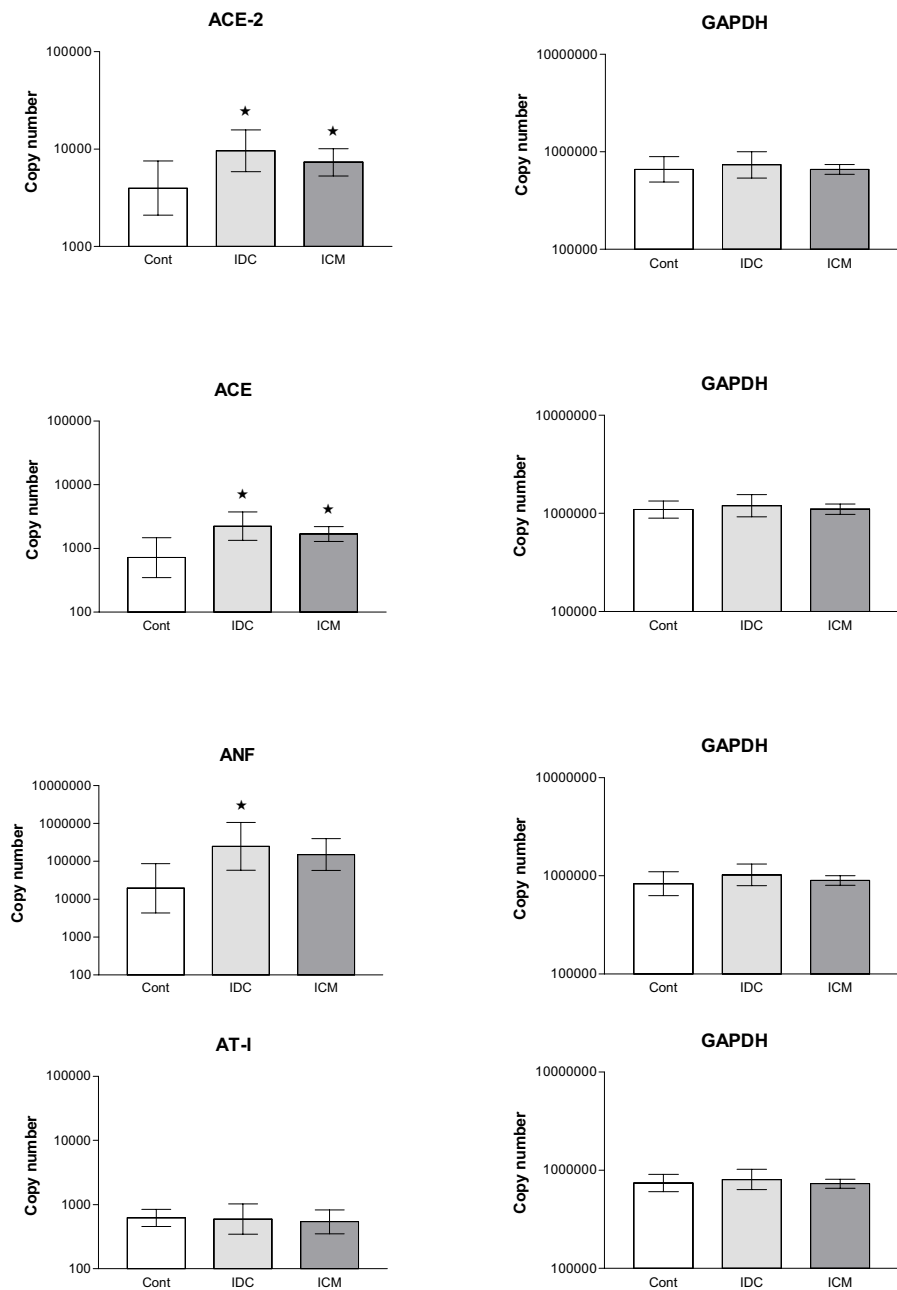 ACE-2
Copy number
100000
10000
1000
★
★
Cont IDC ICM
GAPDH
Copy number
10000000
1000000
100000
Cont IDC ICM
ACE
Copy number
100000
10000
1000
100
★
★
Cont IDC ICM
GAPDH
Copy number
10000000
1000000
100000
Cont IDC ICM
ANF
Copy number
10000000
1000000
100000
10000
1000
100
★
Cont IDC ICM
GAPDH
Copy number
10000000
1000000
100000
Cont IDC ICM
AT-I
Copy number
100000
10000
1000
100
Cont IDC ICM
GAPDH
Copy number
10000000
1000000
100000
Cont IDC ICM